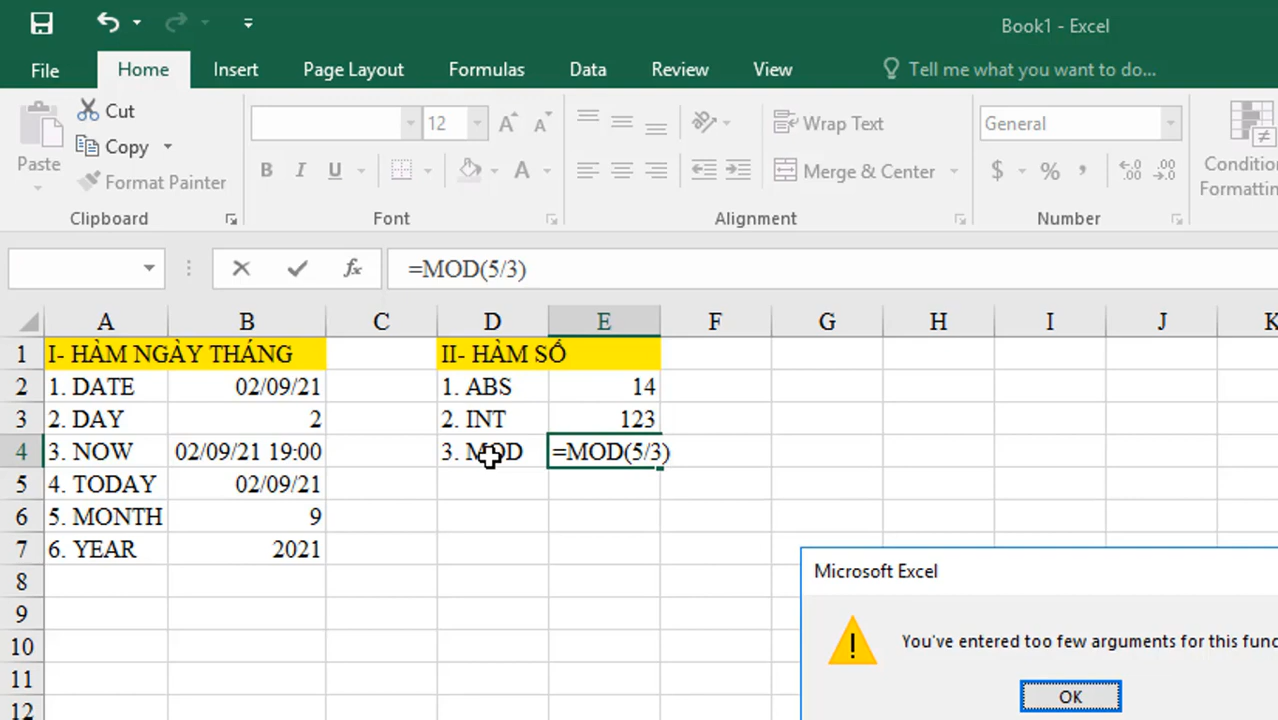 Book1 - Excel
File Home Insert Page Layout Formulas Data Review View Tell me what you want to do...
Cut
Copy
Format Painter
Paste
12
A A
B I U A
Wrap Text
Merge & Center
General
$ % ,
Condition
Formatting
Clipboard Font Alignment Number
fx =MOD(5/3)
A B C D E F G H I J K
1 I- HÀM NGÀY THÁNG II- HÀM SỐ
2 1. DATE 02/09/21 1. ABS 14
3 2. DAY 2 2. INT 123
4 3. NOW 02/09/21 19:00 3. MOD =MOD(5/3)
5 4. TODAY 02/09/21
6 5. MONTH 9
7 6. YEAR 2021
8
9
10
11
12
Microsoft Excel
You've entered too few arguments for this func
OK